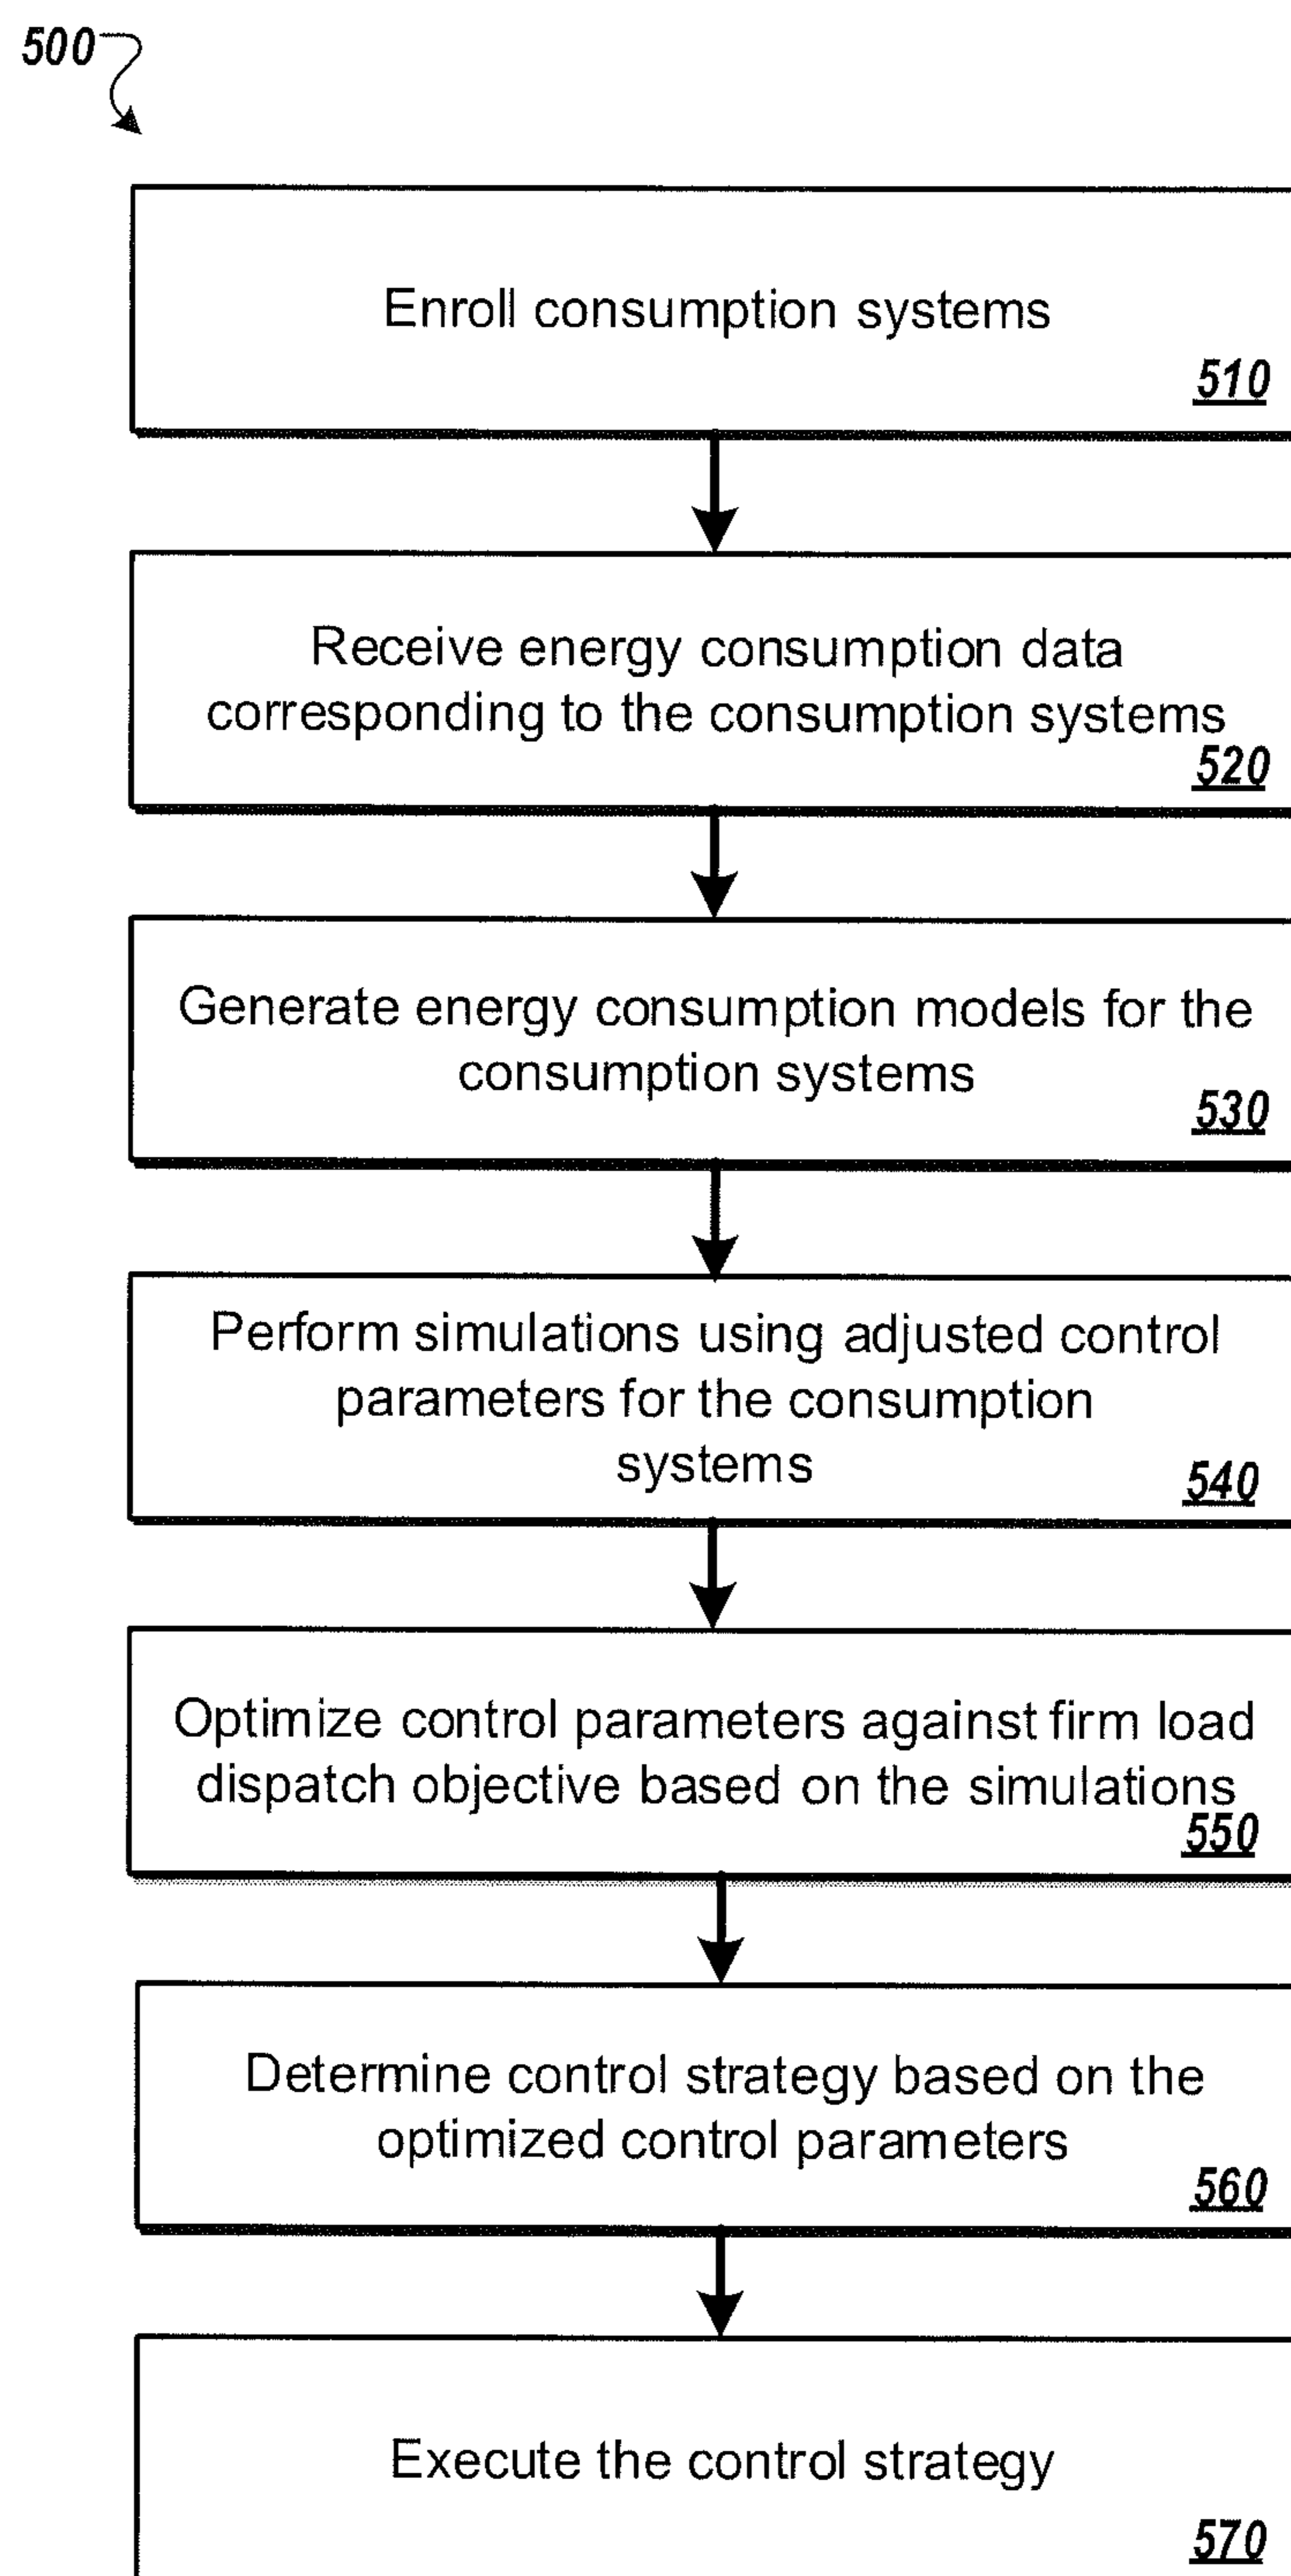 500
Enroll consumption systems
510
Receive energy consumption data
corresponding to the consumption systems
520
Generate energy consumption models for the
consumption systems
530
Perform simulations using adjusted control
parameters for the consumption
systems
540
Optimize control parameters against firm load
dispatch objective based on the simulations
550
Determine control strategy based on the
optimized control parameters
560
Execute the control strategy
570